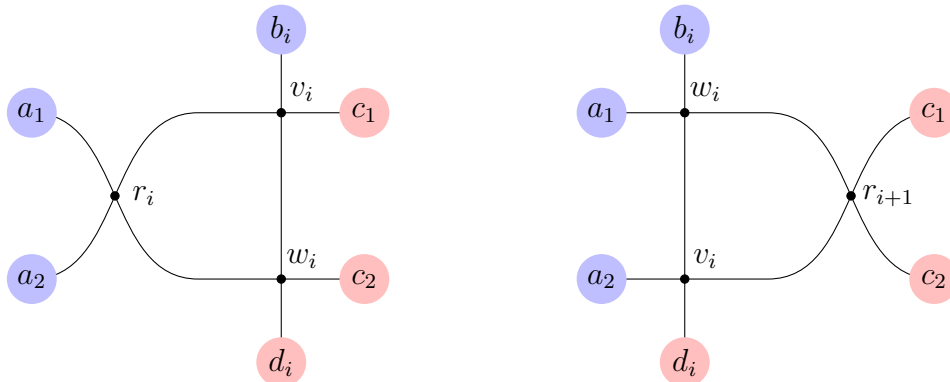 b_i b_i
v_i w_i
a_1 c_1 a_1 c_1
r_i r_{i+1}
w_i v_i
a_2 c_2 a_2 c_2
d_i d_i